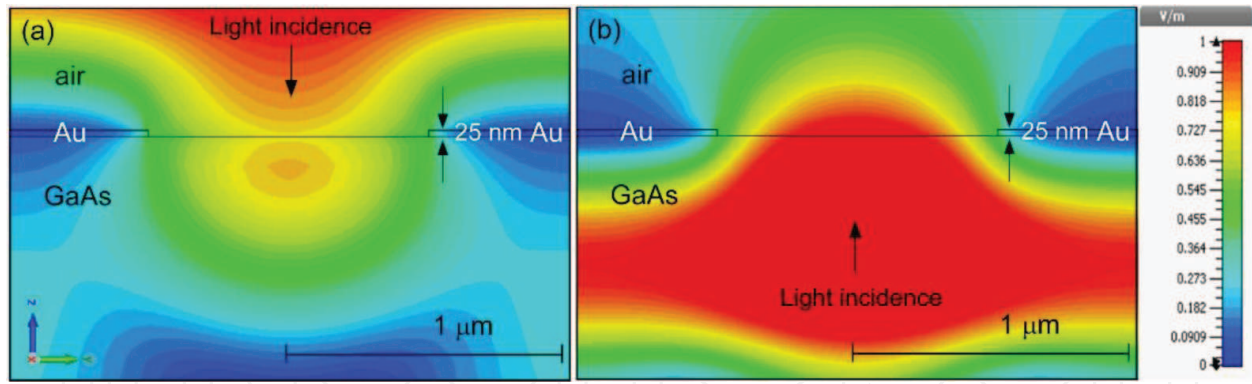 (a)
Light incidence
air
Au
25 nm Au
GaAs
1 μm
z
x
(b)
air
Au
25 nm Au
GaAs
Light incidence
1 μm
V/m
1
0.909
0.818
0.727
0.636
0.545
0.455
0.364
0.273
0.182
0.0909
0